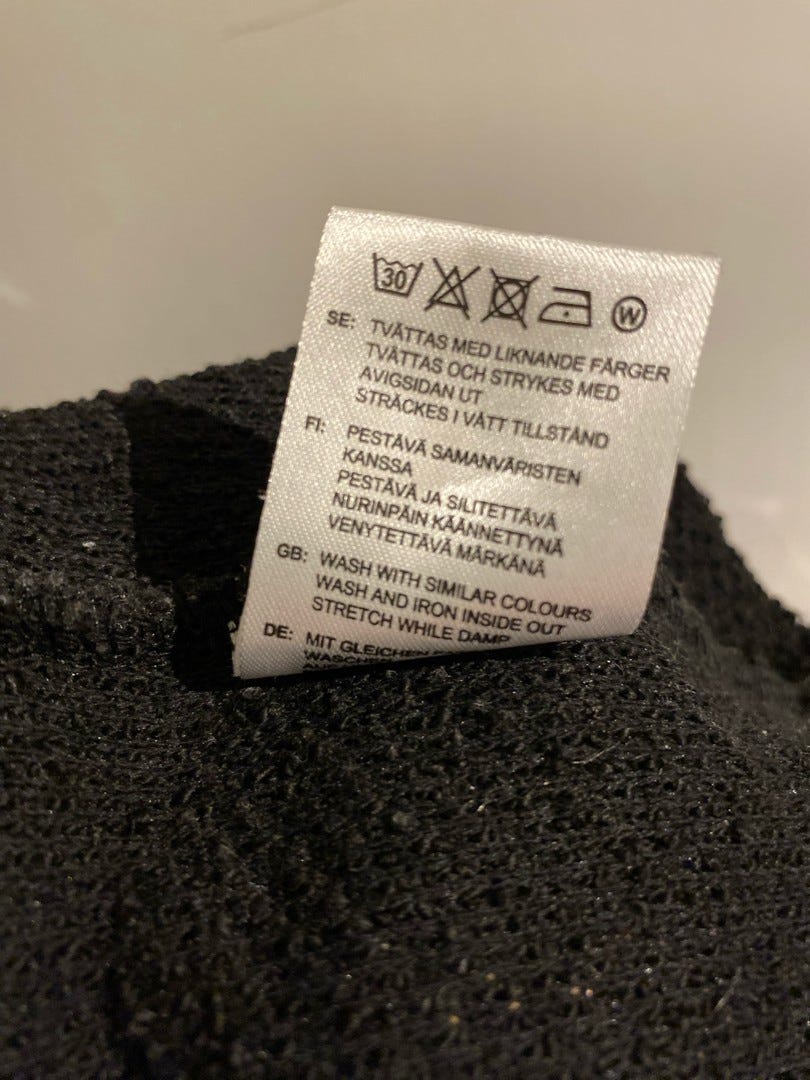 30 W
SE: TVÄTTAS MED LIKNANDE FÄRGER
TVÄTTAS OCH STRYKES MED
AVIGSIDAN UT
STRÄCKES I VÅTT TILLSTÅND
FI: PESTÄVÄ SAMANVÄRISTEN
KANSSA
PESTÄVÄ JA SILITETTÄVÄ
NURINPÄIN KÄÄNNETTYNÄ
VENYTETTÄVÄ MÄRKÄNÄ
GB: WASH WITH SIMILAR COLOURS
WASH AND IRON INSIDE OUT
STRETCH WHILE DAMP
DE: MIT GLEICHEN